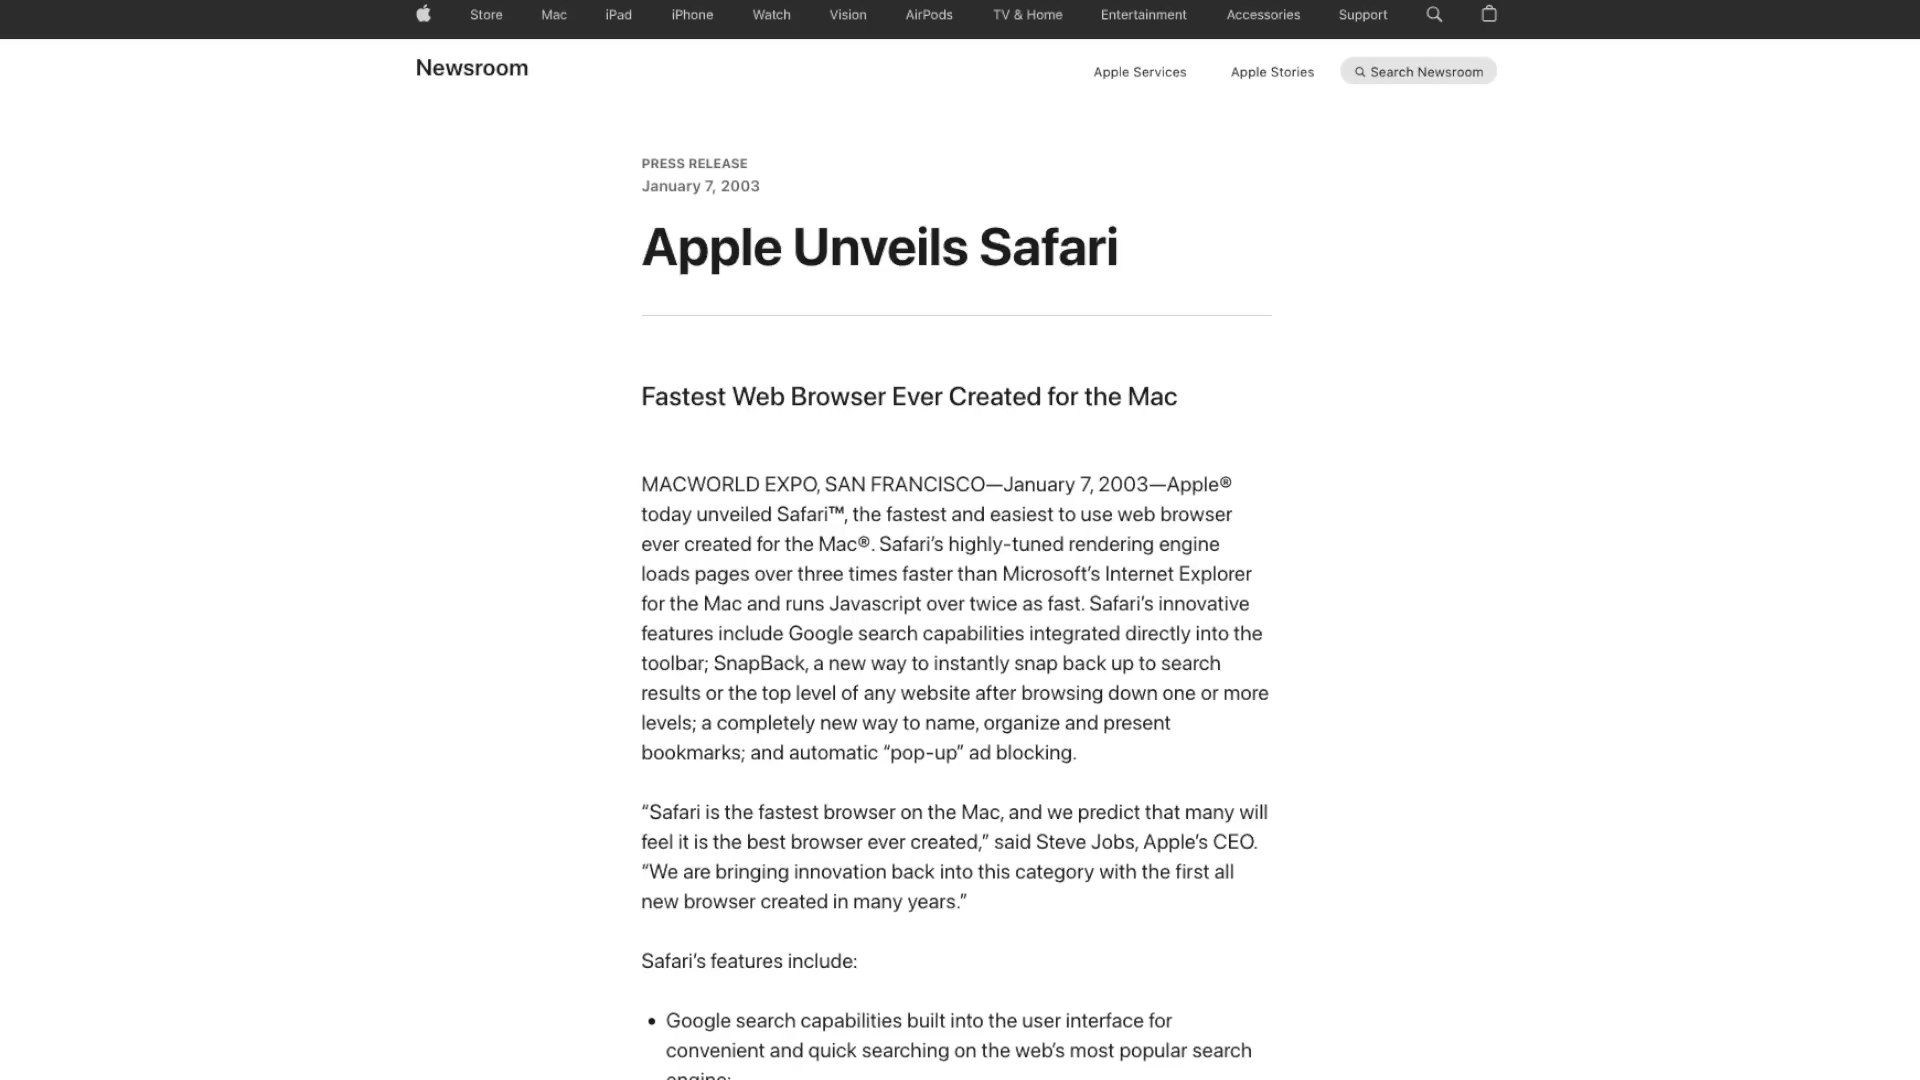 Store Mac iPad iPhone Watch Vision AirPods TV & Home Entertainment Accessories Support
Newsroom
Apple Services Apple Stories Search Newsroom
PRESS RELEASE
January 7, 2003
Apple Unveils Safari
Fastest Web Browser Ever Created for the Mac
MACWORLD EXPO, SAN FRANCISCO—January 7, 2003—Apple®
today unveiled Safari™, the fastest and easiest to use web browser
ever created for the Mac®. Safari’s highly-tuned rendering engine
loads pages over three times faster than Microsoft’s Internet Explorer
for the Mac and runs Javascript over twice as fast. Safari’s innovative
features include Google search capabilities integrated directly into the
toolbar; SnapBack, a new way to instantly snap back up to search
results or the top level of any website after browsing down one or more
levels; a completely new way to name, organize and present
bookmarks; and automatic “pop-up” ad blocking.
“Safari is the fastest browser on the Mac, and we predict that many will
feel it is the best browser ever created,” said Steve Jobs, Apple’s CEO.
“We are bringing innovation back into this category with the first all
new browser created in many years.”
Safari’s features include:
• Google search capabilities built into the user interface for
convenient and quick searching on the web’s most popular search
engine;